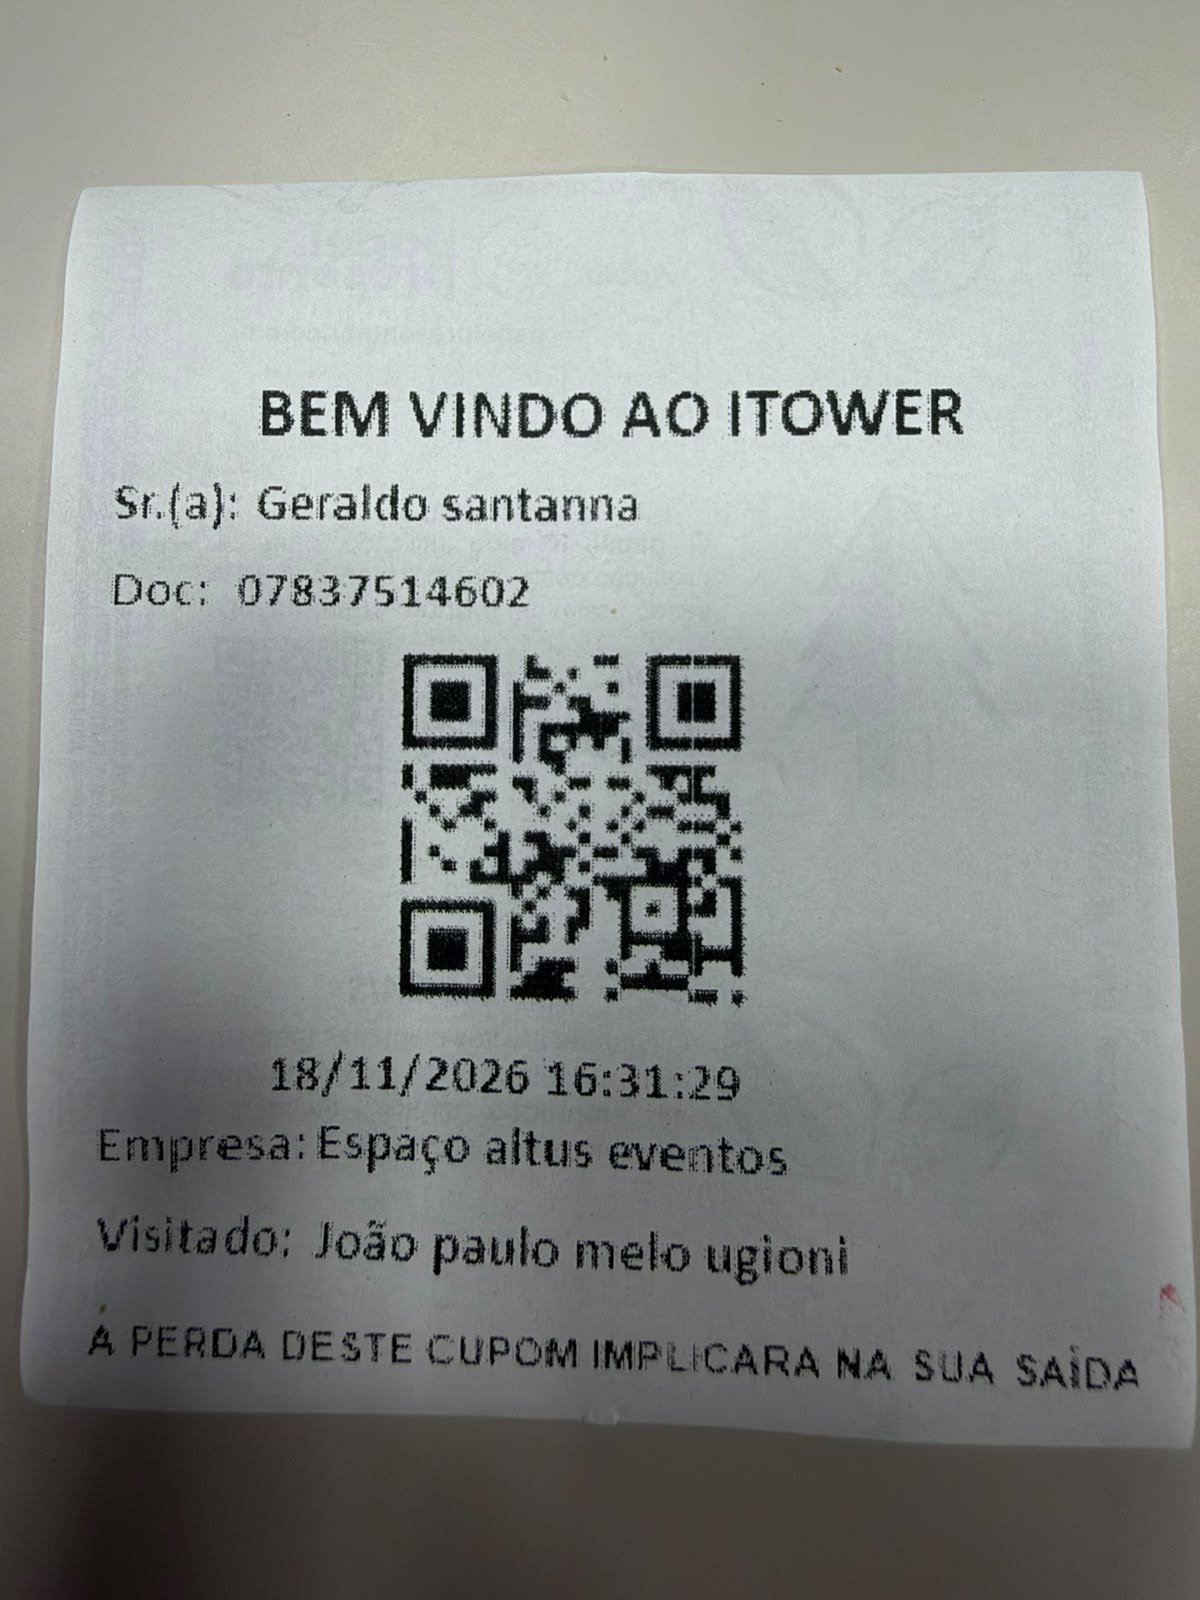 BEM VINDO AO ITOWER
Sr.(a): Geraldo santanna
Doc: 07837514602
18/11/2026 16:31:29
Empresa: Espaço altus eventos
Visitado: João paulo melo ugioni
A PERDA DESTE CUPOM IMPLICARA NA SUA SAÍDA